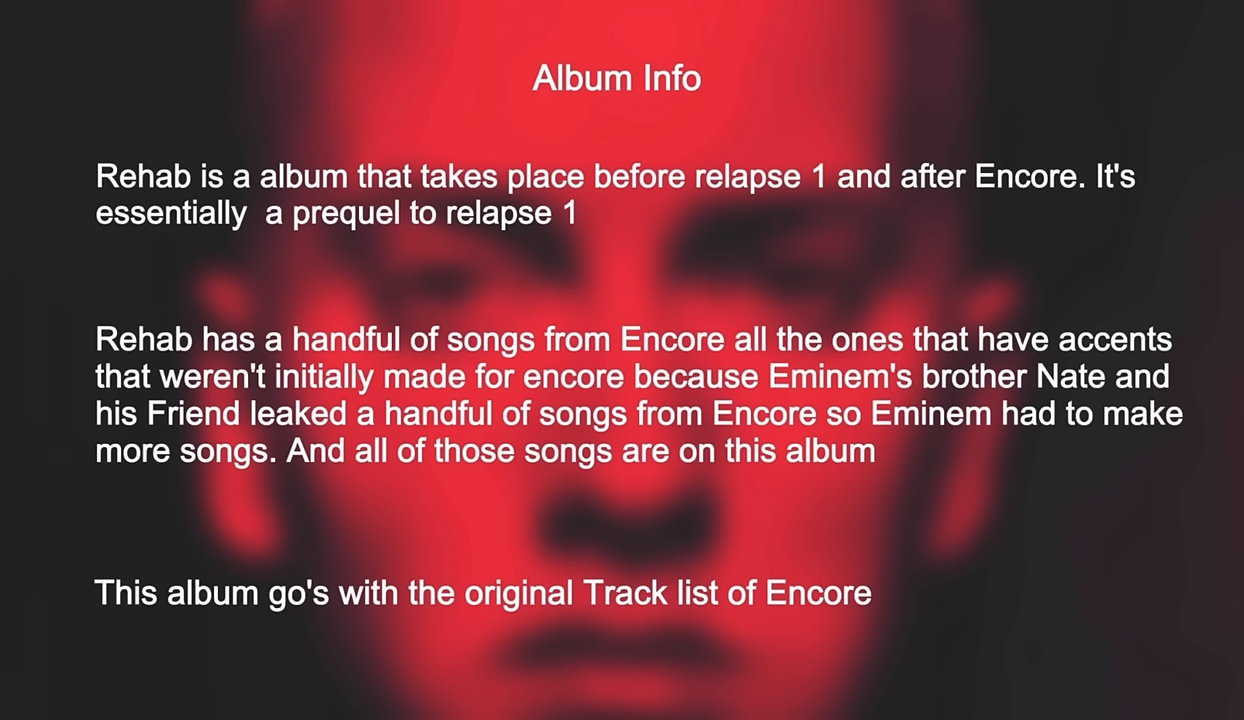 Album Info
Rehab is a album that takes place before relapse 1 and after Encore. It's
essentially  a prequel to relapse 1
Rehab has a handful of songs from Encore all the ones that have accents
that weren't initially made for encore because Eminem's brother Nate and
his Friend leaked a handful of songs from Encore so Eminem had to make
more songs. And all of those songs are on this album
This album go's with the original Track list of Encore